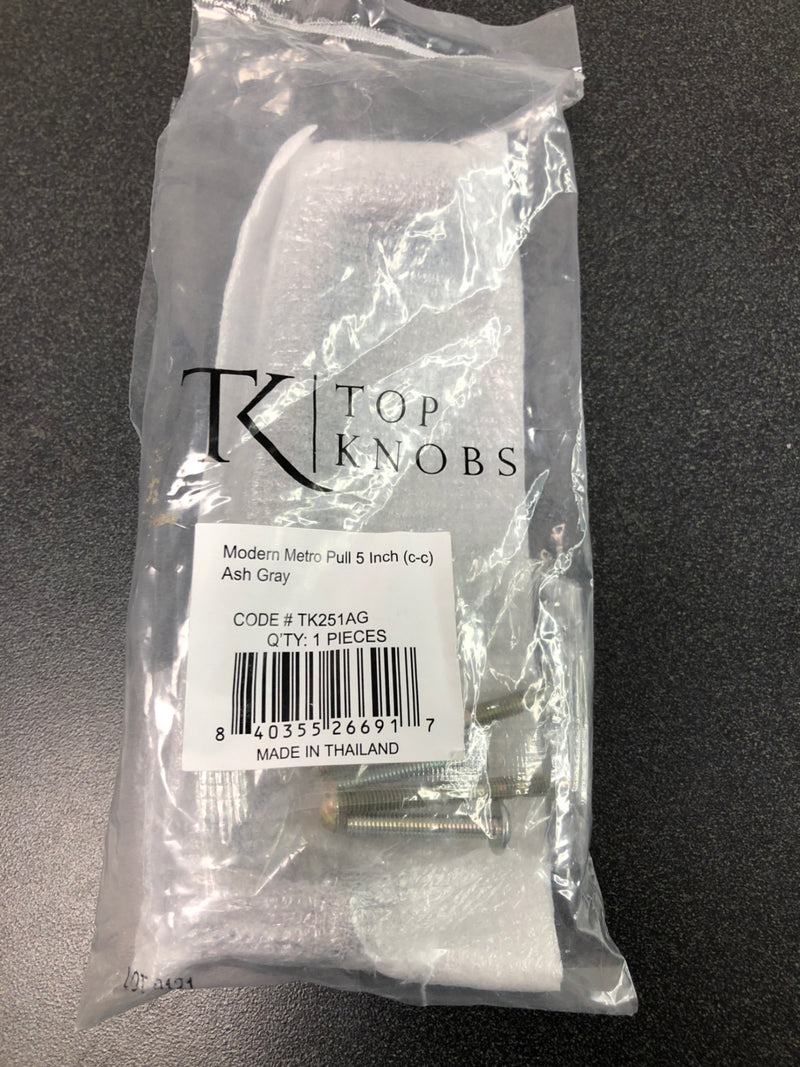 TK TOP
KNOBS
Modern Metro Pull 5 Inch (c-c)
Ash Gray
CODE # TK251AG
Q'TY: 1 PIECES
8 40355 26691 7
MADE IN THAILAND
LOT